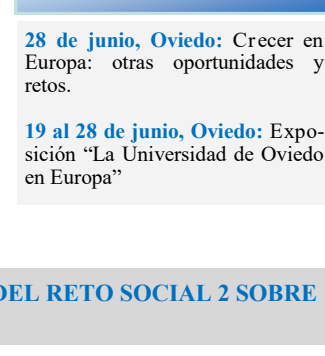 28 de junio, Oviedo: Crecer en
Europa: otras oportunidades y
retos.
19 al 28 de junio, Oviedo: Expo-
sición “La Universidad de Oviedo
en Europa”
DEL RETO SOCIAL 2 SOBRE